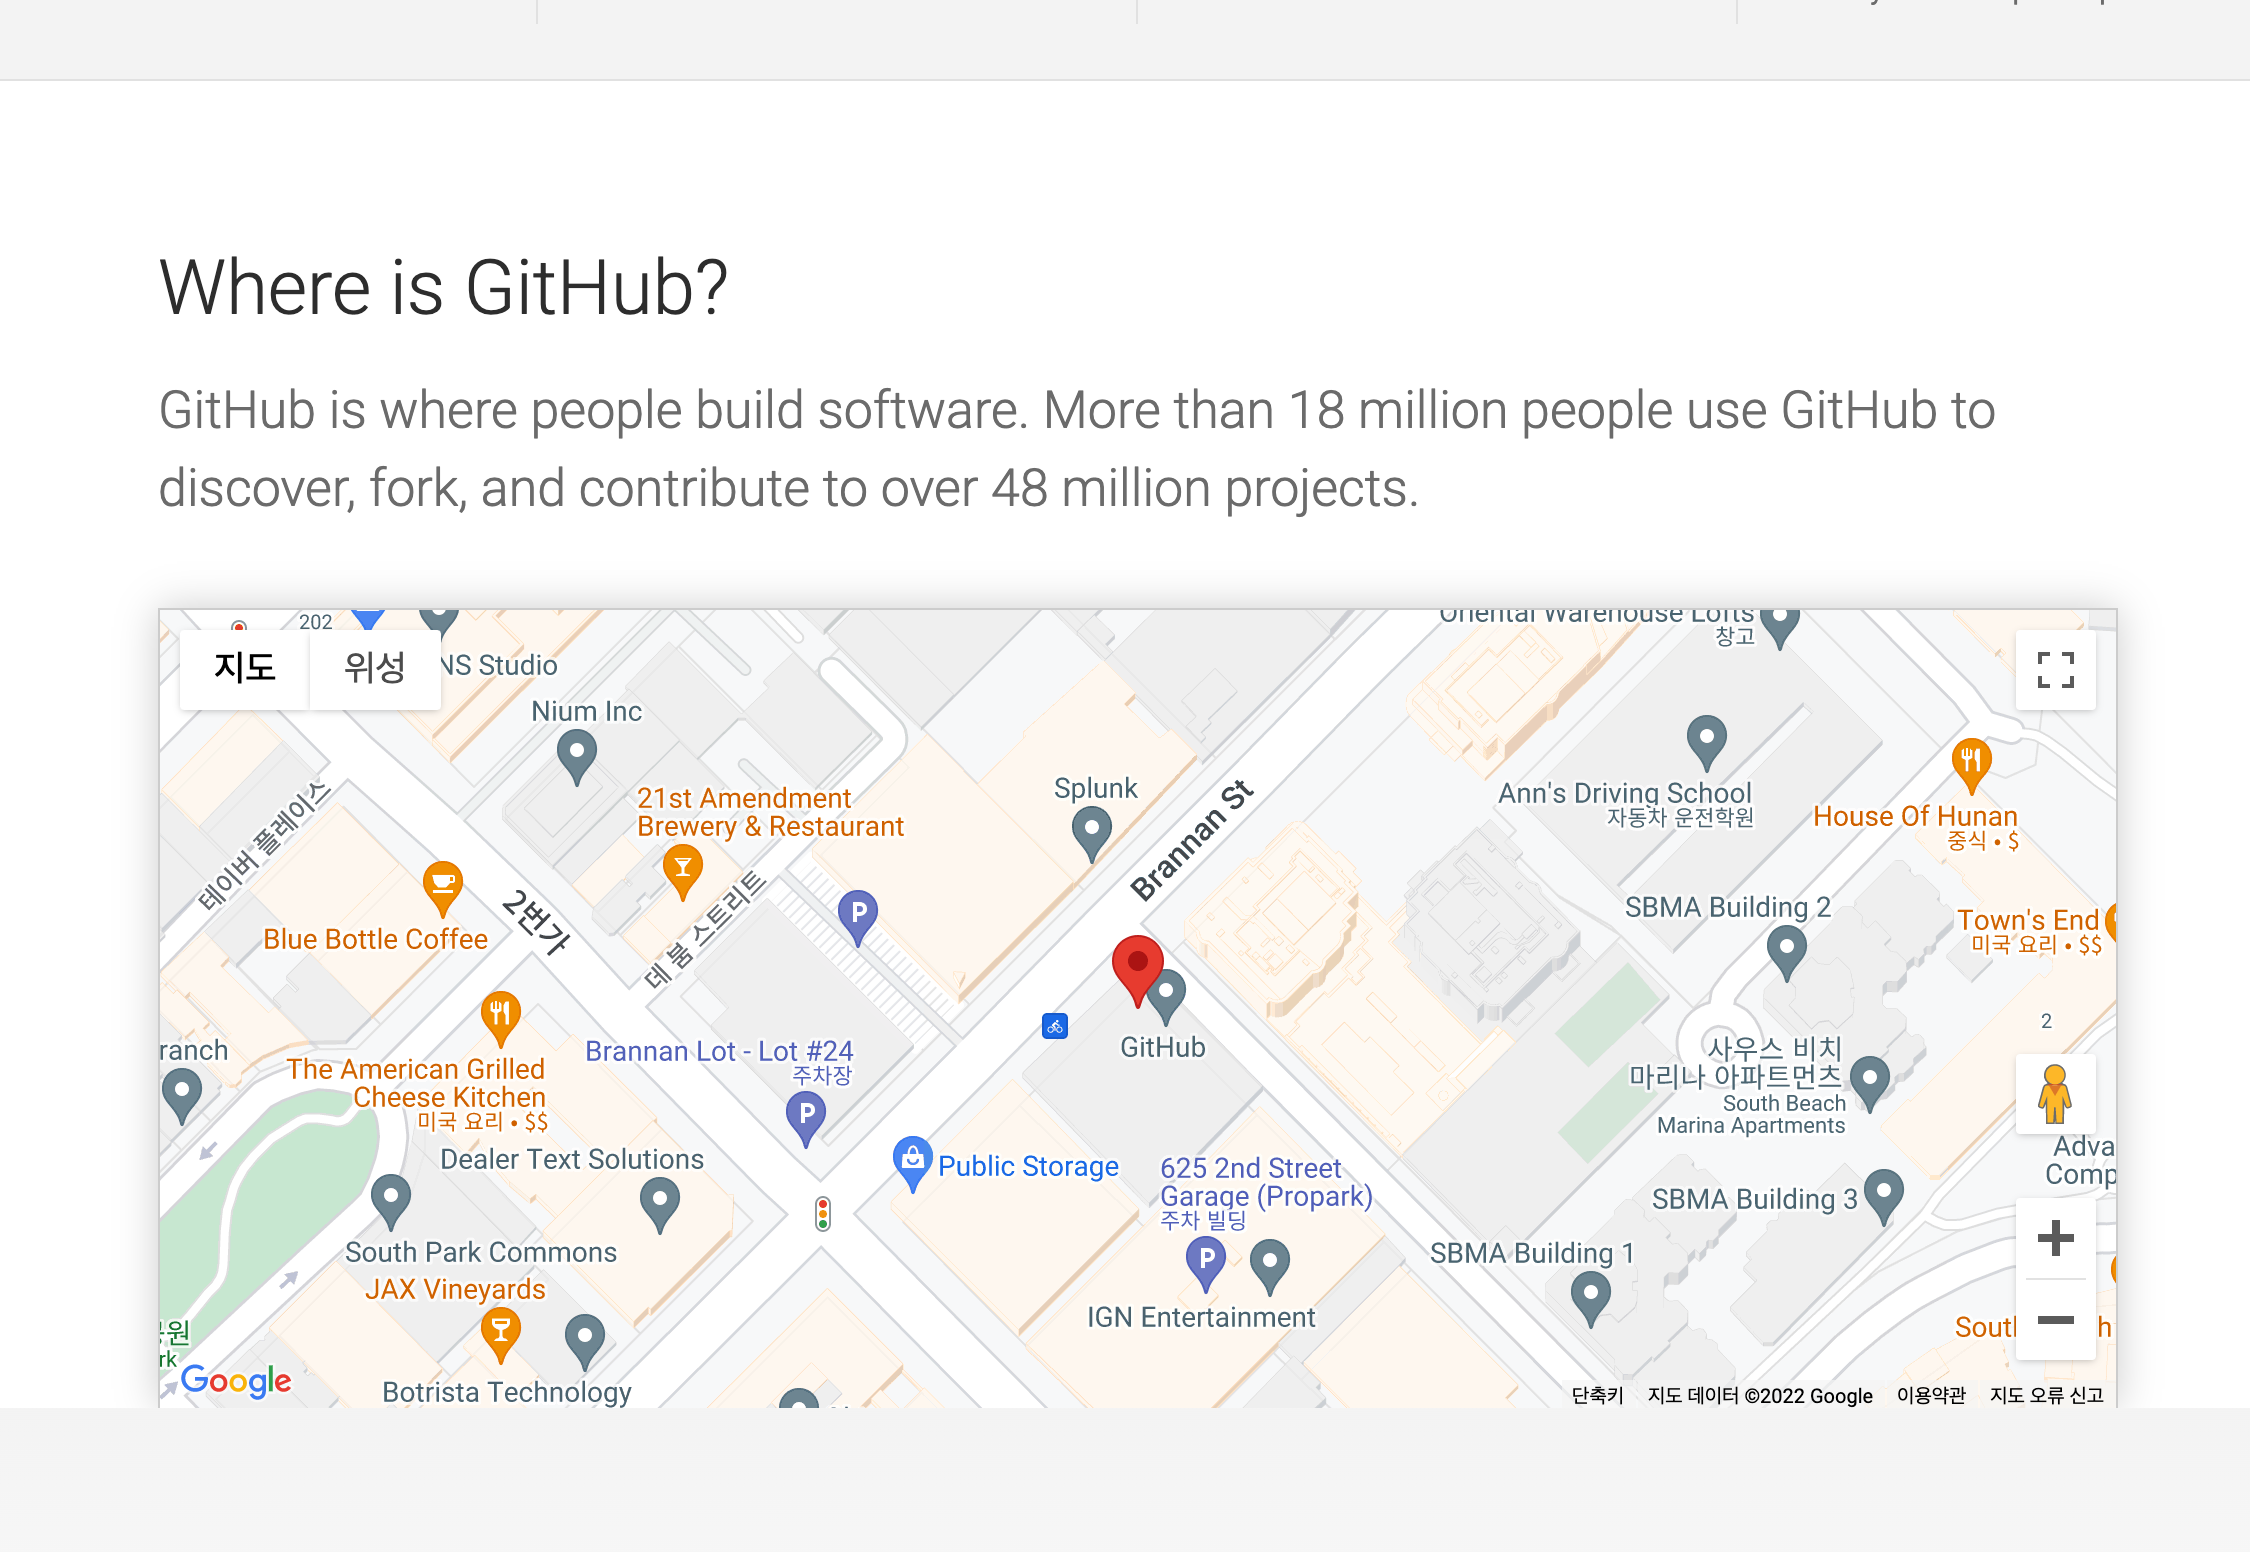 Where is GitHub?
GitHub is where people build software. More than 18 million people use GitHub to
discover, fork, and contribute to over 48 million projects.
202
Oriental Warehouse Lofts
창고
지도
위성
NS Studio
Nium Inc
21st Amendment
Brewery & Restaurant
Splunk
Brannan St
Ann's Driving School
자동차 운전학원
House Of Hunan
중식 • $
테이버 플레이스
Blue Bottle Coffee
2번가
데 붐 스트리트
P
SBMA Building 2
Town's End
미국 요리 • $$
2
GitHub
ranch
The American Grilled
Cheese Kitchen
미국 요리 • $$
Brannan Lot - Lot #24
주차장
P
사우스 비치
마리나 아파트먼츠
South Beach
Marina Apartments
Dealer Text Solutions
Public Storage
625 2nd Street
Garage (Propark)
주차 빌딩
P
Adva
Comp
SBMA Building 3
South Park Commons
JAX Vineyards
SBMA Building 1
IGN Entertainment
원
rk
Google
Botrista Technology
단축키
지도 데이터 ©2022 Google
이용약관
지도 오류 신고